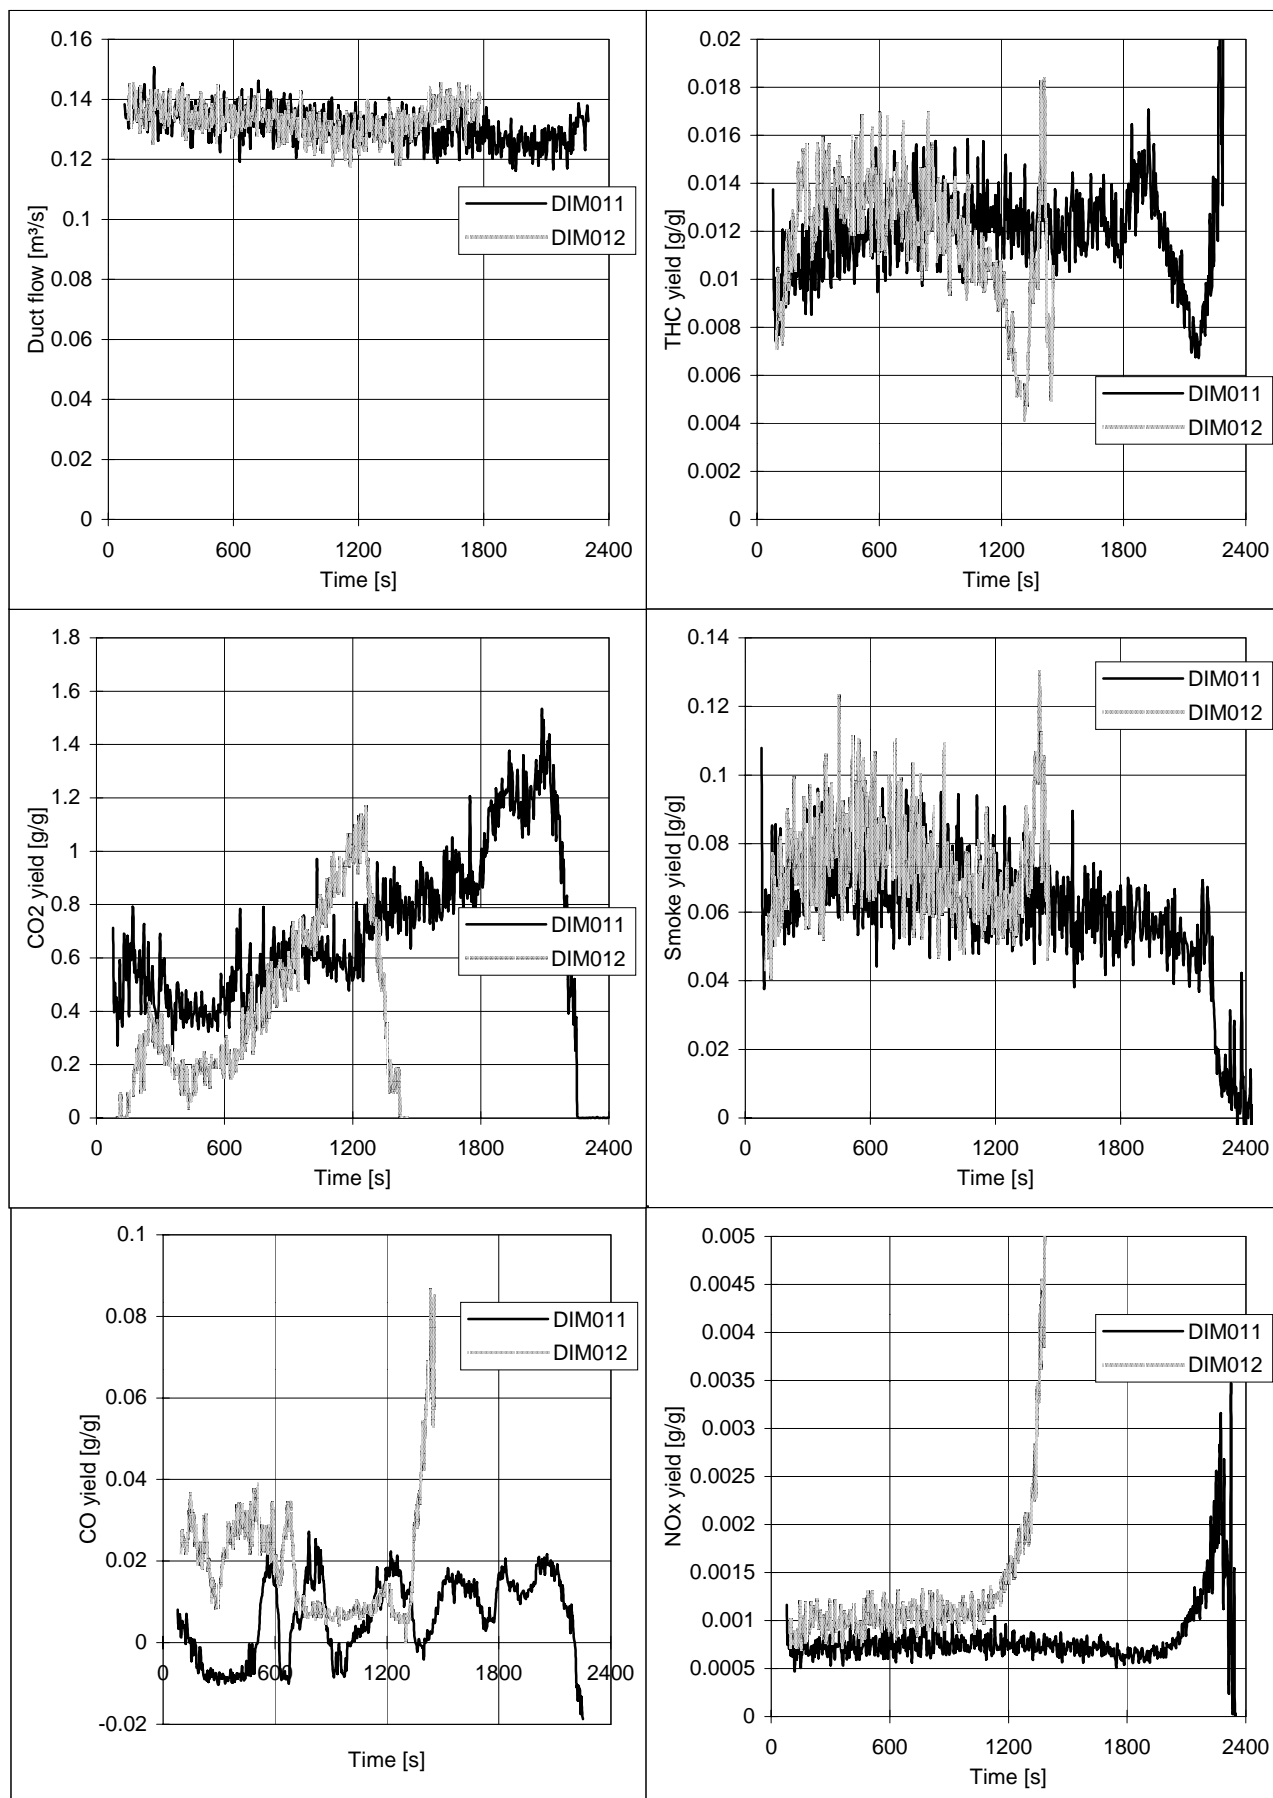 0.16
0.14
0.12
0.1
0.08
0.06
0.04
0.02
0
Duct flow [m³/s]
0 600 1200 1800 2400
Time [s]
DIM011
DIM012
0.02
0.018
0.016
0.014
0.012
0.01
0.008
0.006
0.004
0.002
0
THC yield [g/g]
0 600 1200 1800 2400
Time [s]
DIM011
DIM012
1.8
1.6
1.4
1.2
1
0.8
0.6
0.4
0.2
0
CO2 yield [g/g]
0 600 1200 1800 2400
Time [s]
DIM011
DIM012
0.14
0.12
0.1
0.08
0.06
0.04
0.02
0
Smoke yield [g/g]
0 600 1200 1800 2400
Time [s]
DIM011
DIM012
0.1
0.08
0.06
0.04
0.02
0
-0.02
CO yield [g/g]
0 600 1200 1800 2400
Time [s]
DIM011
DIM012
0.005
0.0045
0.004
0.0035
0.003
0.0025
0.002
0.0015
0.001
0.0005
0
NOx yield [g/g]
0 600 1200 1800 2400
Time [s]
DIM011
DIM012